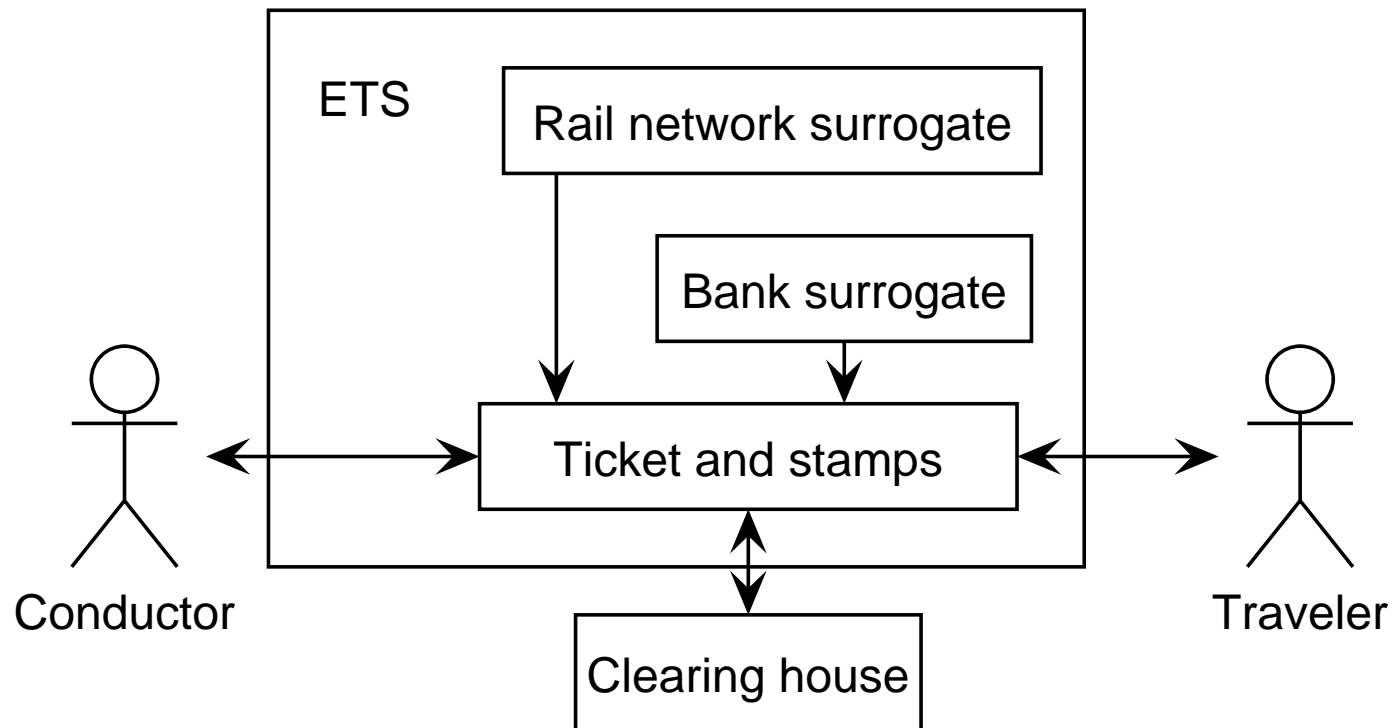 ETS
Rail network surrogate
Bank surrogate
Ticket and stamps
Conductor
Traveler
Clearing house